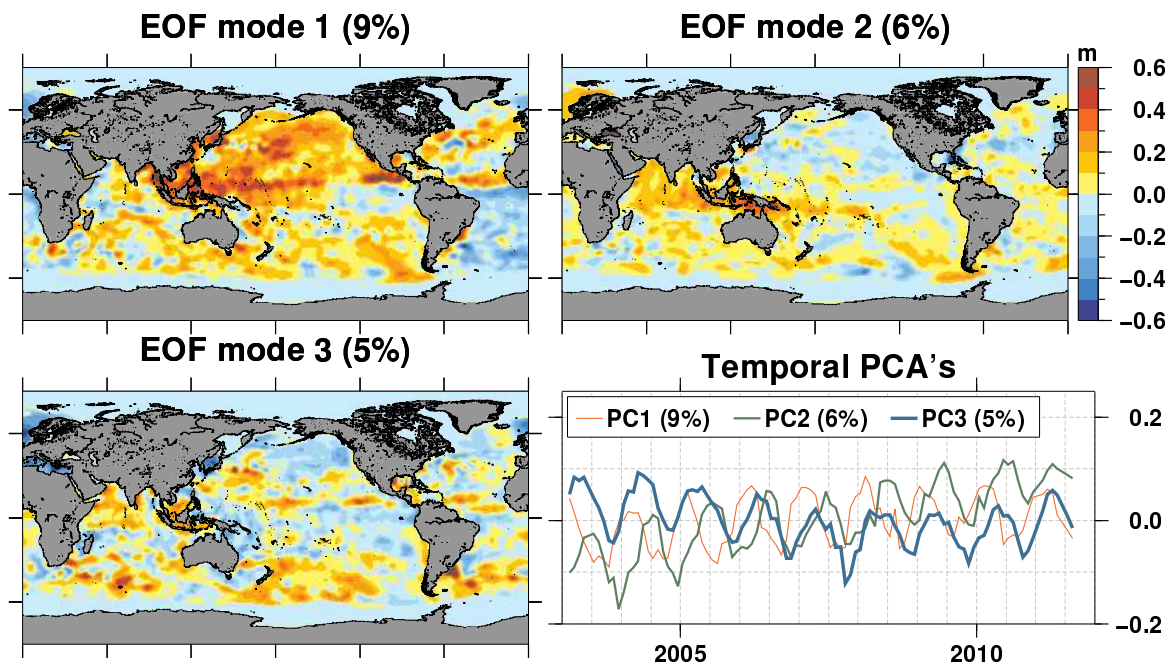 EOF mode 1 (9%)
EOF mode 2 (6%)
m
0.6
0.4
0.2
0.0
−0.2
−0.4
−0.6
EOF mode 3 (5%)
Temporal PCA's
PC1 (9%) PC2 (6%) PC3 (5%)
0.2
0.0
−0.2
2005 2010